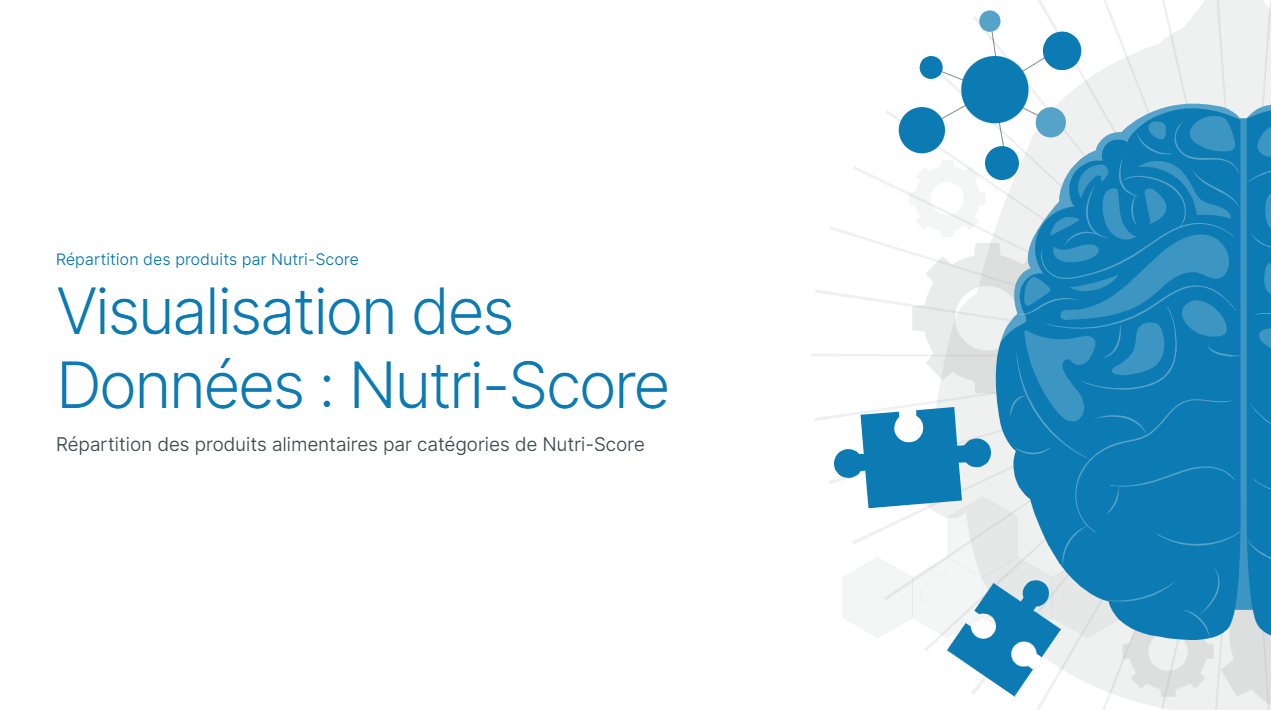 Répartition des produits par Nutri-Score
Visualisation des
Données : Nutri-Score
Répartition des produits alimentaires par catégories de Nutri-Score